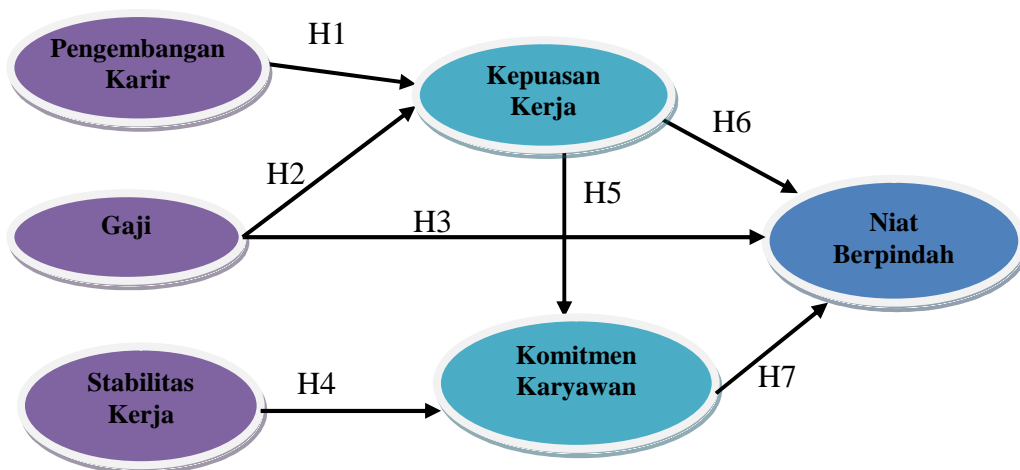 H1
Pengembangan
Karir
Kepuasan
Kerja
H6
H2
H5
Gaji
H3
Niat
Berpindah
Komitmen
Karyawan
Stabilitas
Kerja
H4
H7